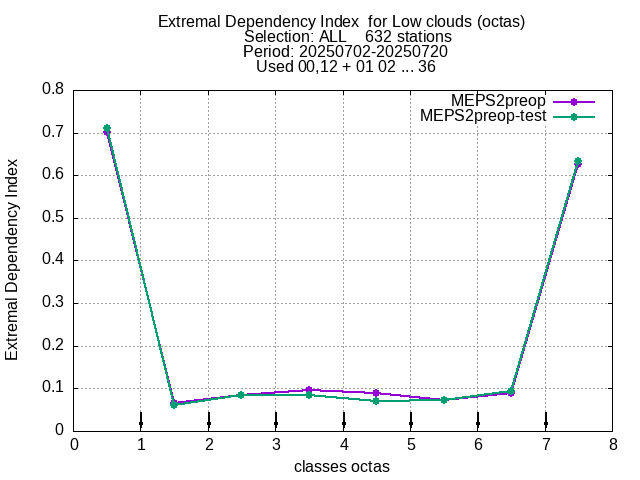 Extremal Dependency Index  for Low clouds (octas)
Selection: ALL    632 stations
Period: 20250702-20250720
Used 00,12 + 01 02 ... 36
MEPS2preop
MEPS2preop-test
Extremal Dependency Index
0.8
0.7
0.6
0.5
0.4
0.3
0.2
0.1
0
0 1 2 3 4 5 6 7 8
classes octas